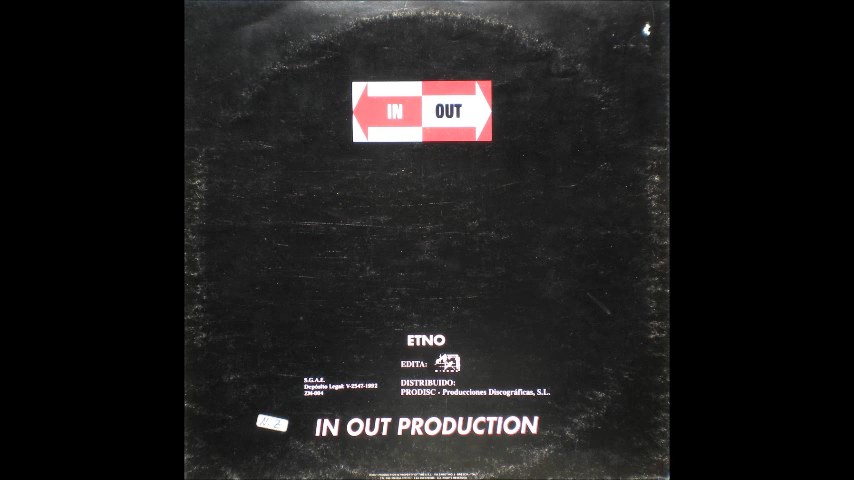 IN OUT
ETNO
EDITA:
S.G.A.E.
Depósito Legal: V-2547-1992
ZM-004
DISTRIBUIDO:
PRODISC - Producciones Discográficas, S.L.
IN OUT PRODUCTION